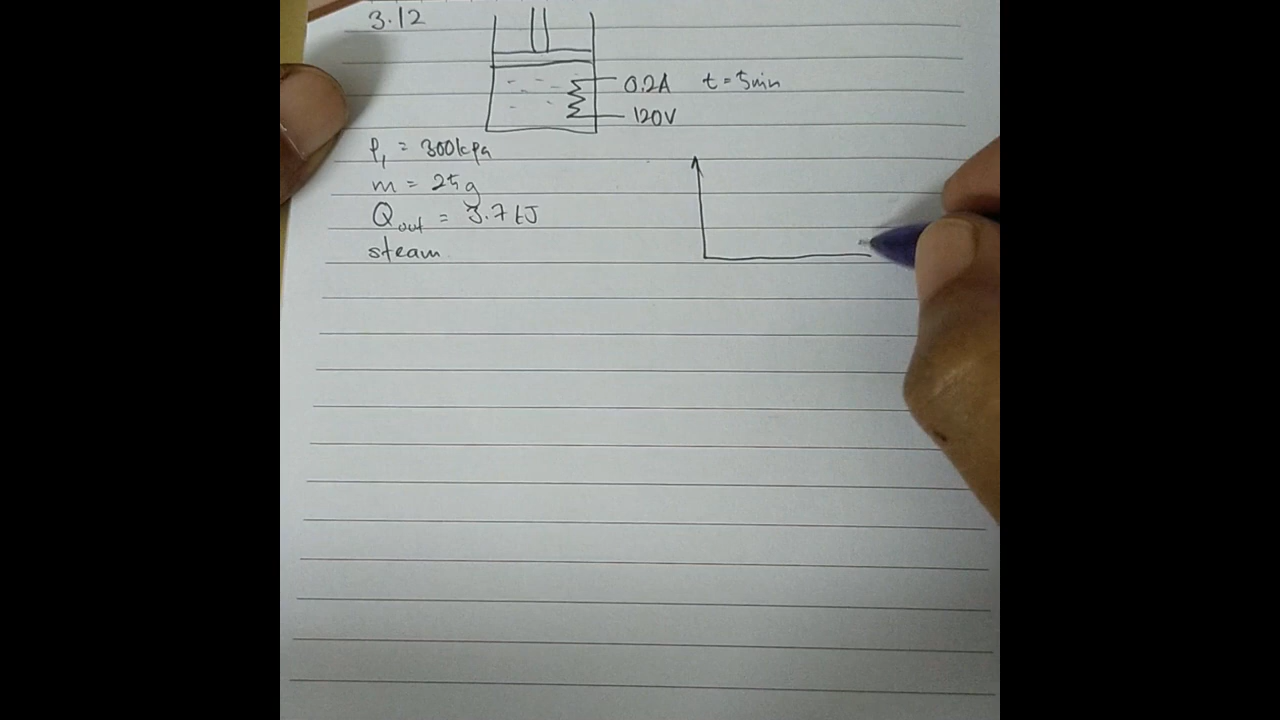 3.12
0.2A t = 5min
120V
P₁ = 300kpa
m = 25g
Qout = 3.7 kJ
steam